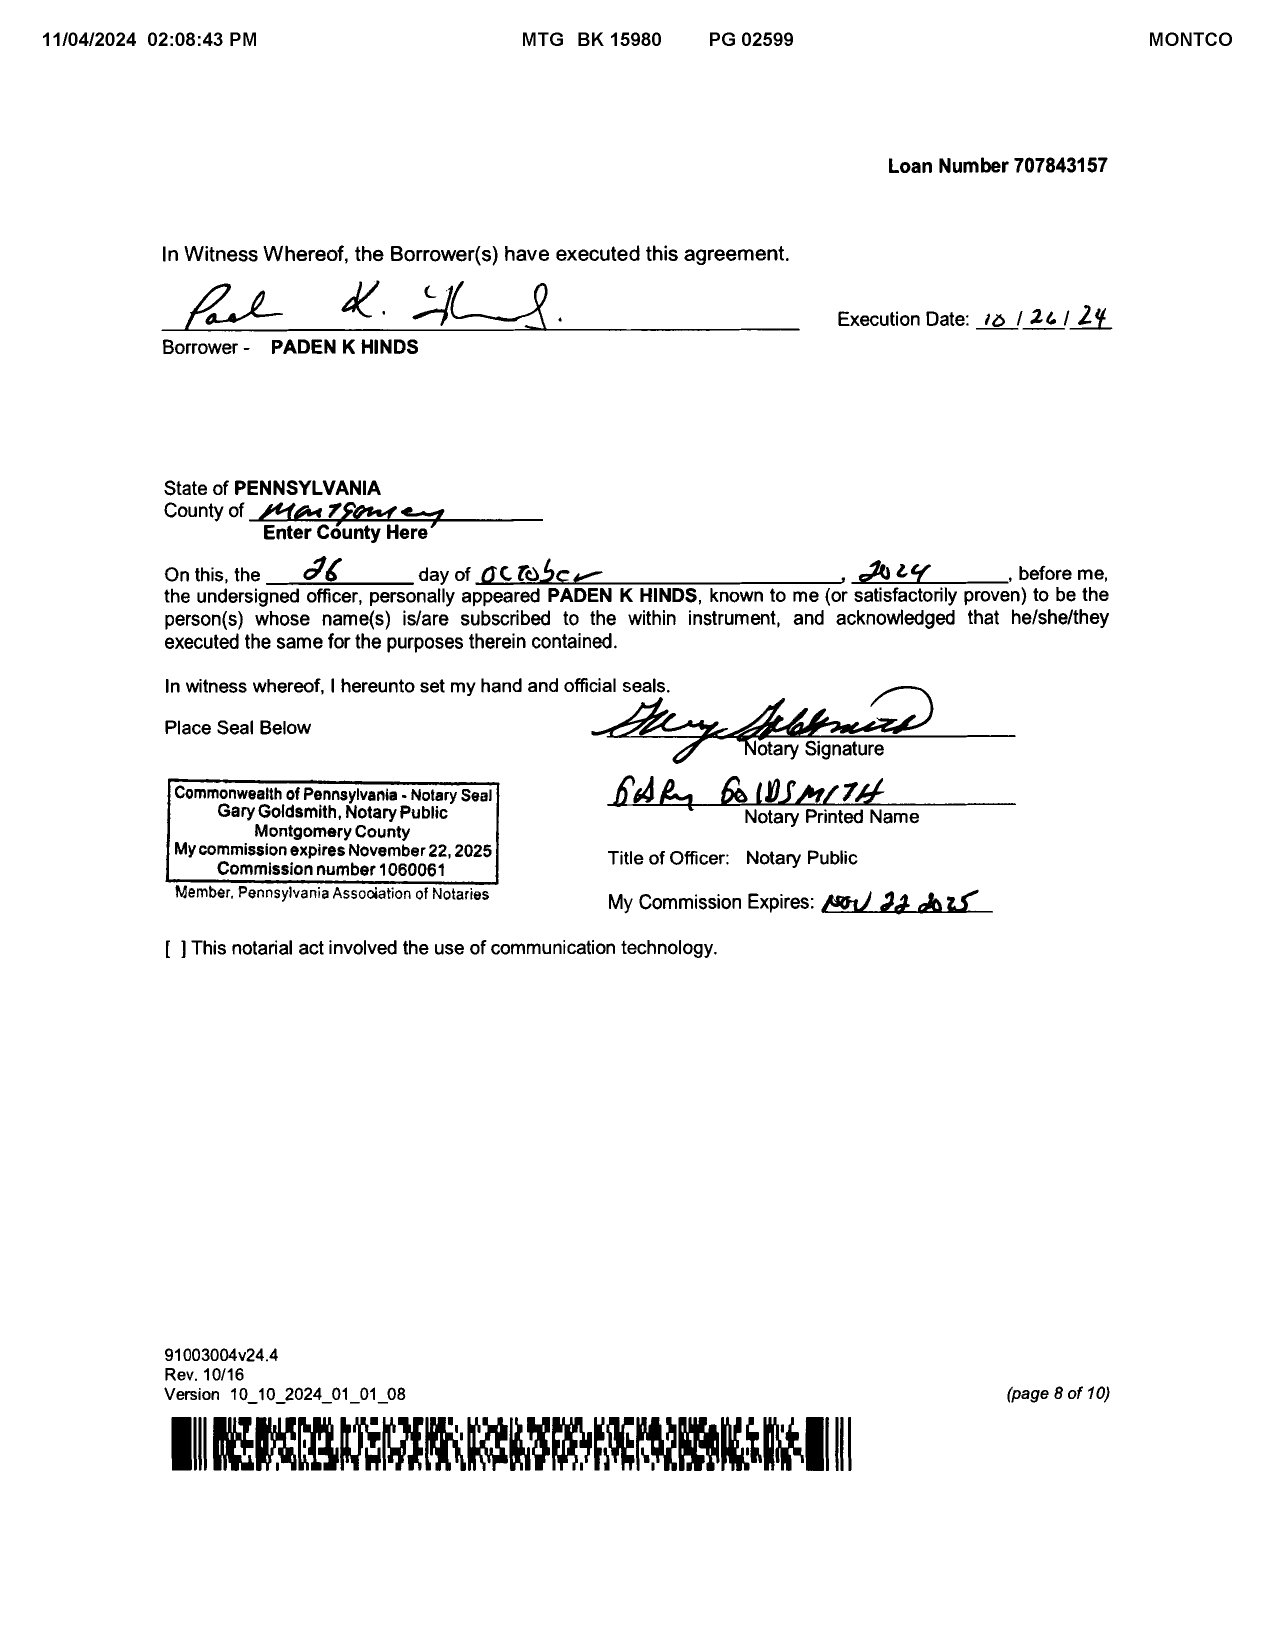 11/04/2024 02:08:43 PM MTG BK 15980 PG 02599 MONTCO
Loan Number 707843157
In Witness Whereof, the Borrower(s) have executed this agreement.
K.
Execution Date: 10 / 26 / 24
Borrower - PADEN K HINDS
State of PENNSYLVANIA
County of Montgomery
Enter County Here
On this, the 26 day of October, 2024, before me,
the undersigned officer, personally appeared PADEN K HINDS, known to me (or satisfactorily proven) to be the
person(s) whose name(s) is/are subscribed to the within instrument, and acknowledged that he/she/they
executed the same for the purposes therein contained.
In witness whereof, I hereunto set my hand and official seals.
Place Seal Below
Gary Goldsmith
Notary Signature
Commonwealth of Pennsylvania - Notary Seal
Gary Goldsmith, Notary Public
Montgomery County
My commission expires November 22, 2025
Commission number 1060061
Member, Pennsylvania Association of Notaries
GARY GOLDSMITH
Notary Printed Name
Title of Officer: Notary Public
My Commission Expires: NOV 22 2025
[ ] This notarial act involved the use of communication technology.
91003004v24.4
Rev. 10/16
Version 10_10_2024_01_01_08
(page 8 of 10)